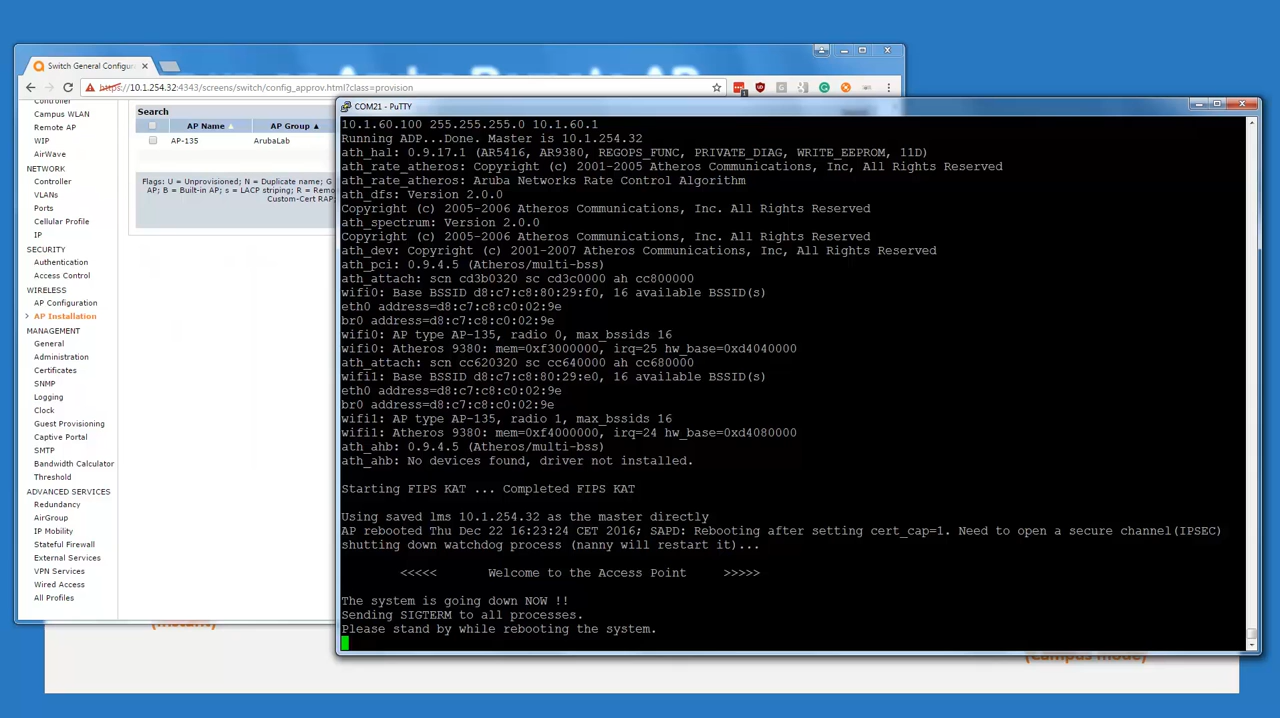 Switch General Configura
https://10.1.254.32:4343/screens/switch/config_approv.html?class=provision
Controller
Campus WLAN
Remote AP
WIP
AirWave
NETWORK
Controller
VLANs
Ports
Cellular Profile
IP
SECURITY
Authentication
Access Control
WIRELESS
AP Configuration
AP Installation
MANAGEMENT
General
Administration
Certificates
SNMP
Logging
Clock
Guest Provisioning
Captive Portal
SMTP
Bandwidth Calculator
Threshold
ADVANCED SERVICES
Redundancy
AirGroup
IP Mobility
Stateful Firewall
External Services
VPN Services
Wired Access
All Profiles
Search
AP Name AP Group
AP-135 ArubaLab
Flags: U = Unprovisioned; N = Duplicate name; G
AP; B = Built-in AP; s = LACP striping; R = Remo
Custom-Cert RAP;
COM21 - PuTTY
10.1.60.100 255.255.255.0 10.1.60.1
Running ADP...Done. Master is 10.1.254.32
ath_hal: 0.9.17.1 (AR5416, AR9380, REGOPS_FUNC, PRIVATE_DIAG, WRITE_EEPROM, 11D)
ath_rate_atheros: Copyright (c) 2001-2005 Atheros Communications, Inc, All Rights Reserved
ath_rate_atheros: Aruba Networks Rate Control Algorithm
ath_dfs: Version 2.0.0
Copyright (c) 2005-2006 Atheros Communications, Inc. All Rights Reserved
ath_spectrum: Version 2.0.0
Copyright (c) 2005-2006 Atheros Communications, Inc. All Rights Reserved
ath_dev: Copyright (c) 2001-2007 Atheros Communications, Inc, All Rights Reserved
ath_pci: 0.9.4.5 (Atheros/multi-bss)
ath_attach: scn cd3b0320 sc cd3c0000 ah cc800000
wifi0: Base BSSID d8:c7:c8:80:29:f0, 16 available BSSID(s)
eth0 address=d8:c7:c8:c0:02:9e
br0 address=d8:c7:c8:c0:02:9e
wifi0: AP type AP-135, radio 0, max_bssids 16
wifi0: Atheros 9380: mem=0xf3000000, irq=25 hw_base=0xd4040000
ath_attach: scn cc620320 sc cc640000 ah cc680000
wifi1: Base BSSID d8:c7:c8:80:29:e0, 16 available BSSID(s)
eth0 address=d8:c7:c8:c0:02:9e
br0 address=d8:c7:c8:c0:02:9e
wifi1: AP type AP-135, radio 1, max_bssids 16
wifi1: Atheros 9380: mem=0xf4000000, irq=24 hw_base=0xd4080000
ath_ahb: 0.9.4.5 (Atheros/multi-bss)
ath_ahb: No devices found, driver not installed.
Starting FIPS KAT ... Completed FIPS KAT
Using saved lms 10.1.254.32 as the master directly
AP rebooted Thu Dec 22 16:23:24 CET 2016; SAPD: Rebooting after setting cert_cap=1. Need to open a secure channel(IPSEC)
shutting down watchdog process (nanny will restart it)...
<<<<< Welcome to the Access Point >>>>>
The system is going down NOW !!
Sending SIGTERM to all processes.
Please stand by while rebooting the system.